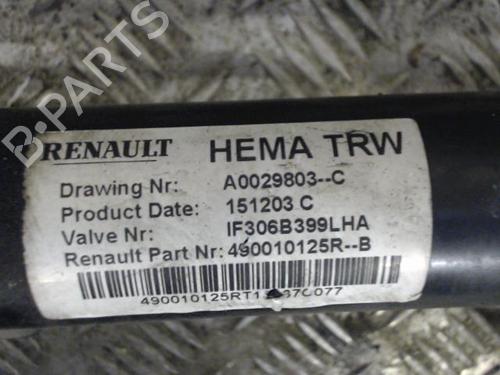 B-PARTS
RENAULT HEMA TRW
Drawing Nr: A0029803--C
Product Date: 151203 C
Valve Nr: IF306B399LHA
Renault Part Nr: 490010125R--B